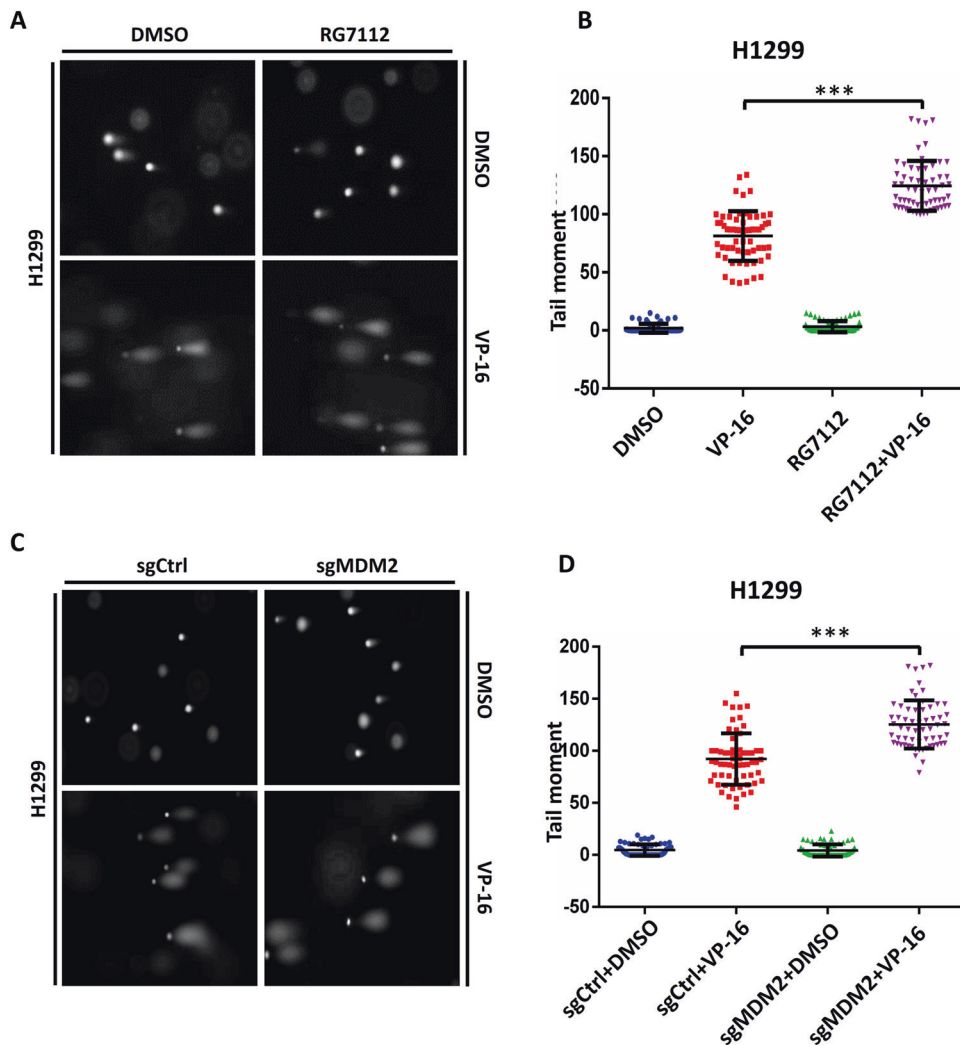 A
DMSO
RG7112
H1299
DMSO
VP-16
B
H1299
***
Tail moment
200
150
100
50
0
-50
DMSO
VP-16
RG7112
RG7112+VP-16
C
sgCtrl
sgMDM2
H1299
DMSO
VP-16
D
H1299
***
Tail moment
200
150
100
50
0
-50
sgCtrl+DMSO
sgCtrl+VP-16
sgMDM2+DMSO
sgMDM2+VP-16